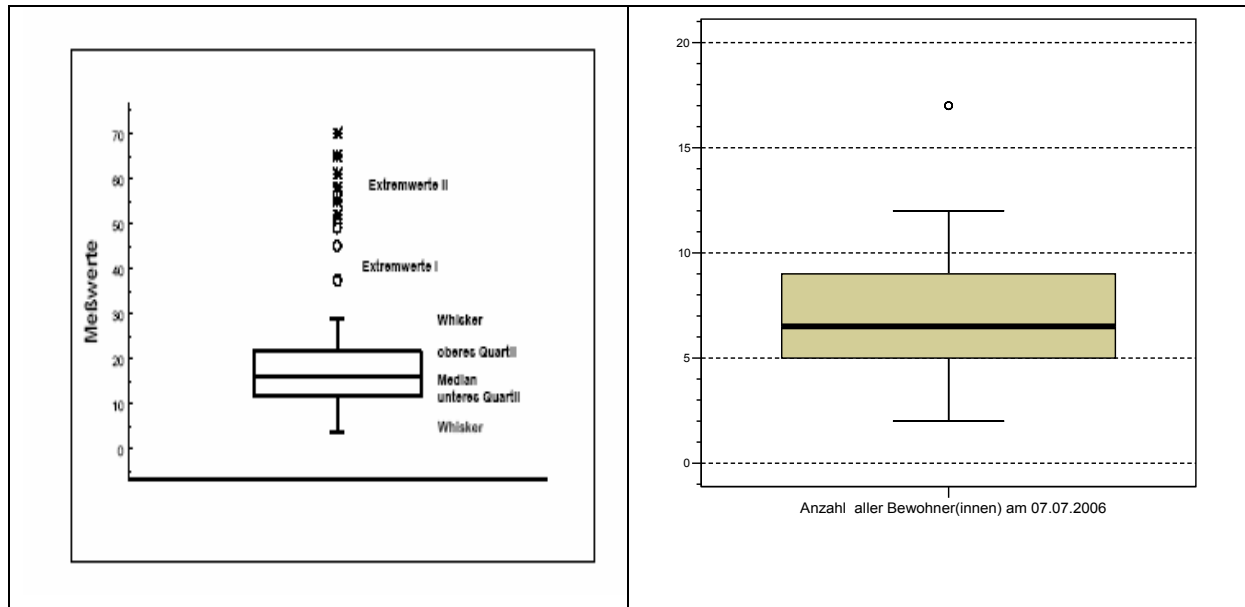 Meßwerte
70
60
50
40
30
20
10
0
Extremwerte II
Extremwerte I
Whisker
oberes Quartil
Median
unteres Quartil
Whisker
20
15
10
5
0
Anzahl aller Bewohner(innen) am 07.07.2006